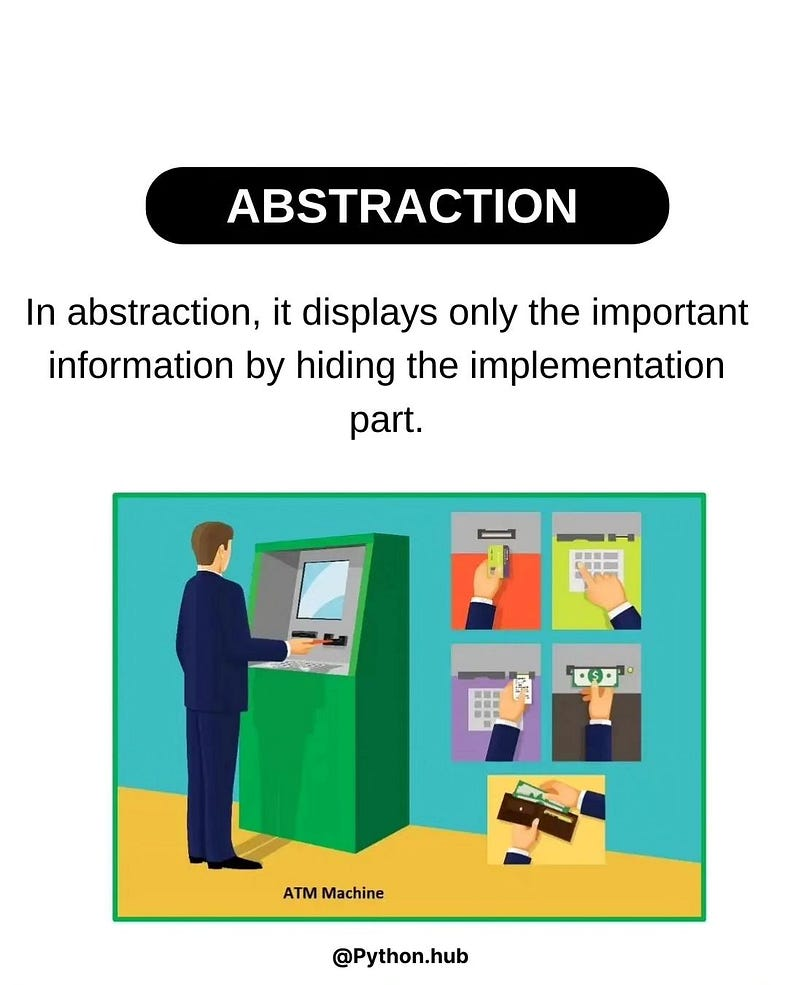 ABSTRACTION
In abstraction, it displays only the important
information by hiding the implementation
part.
$
ATM Machine
@Python.hub